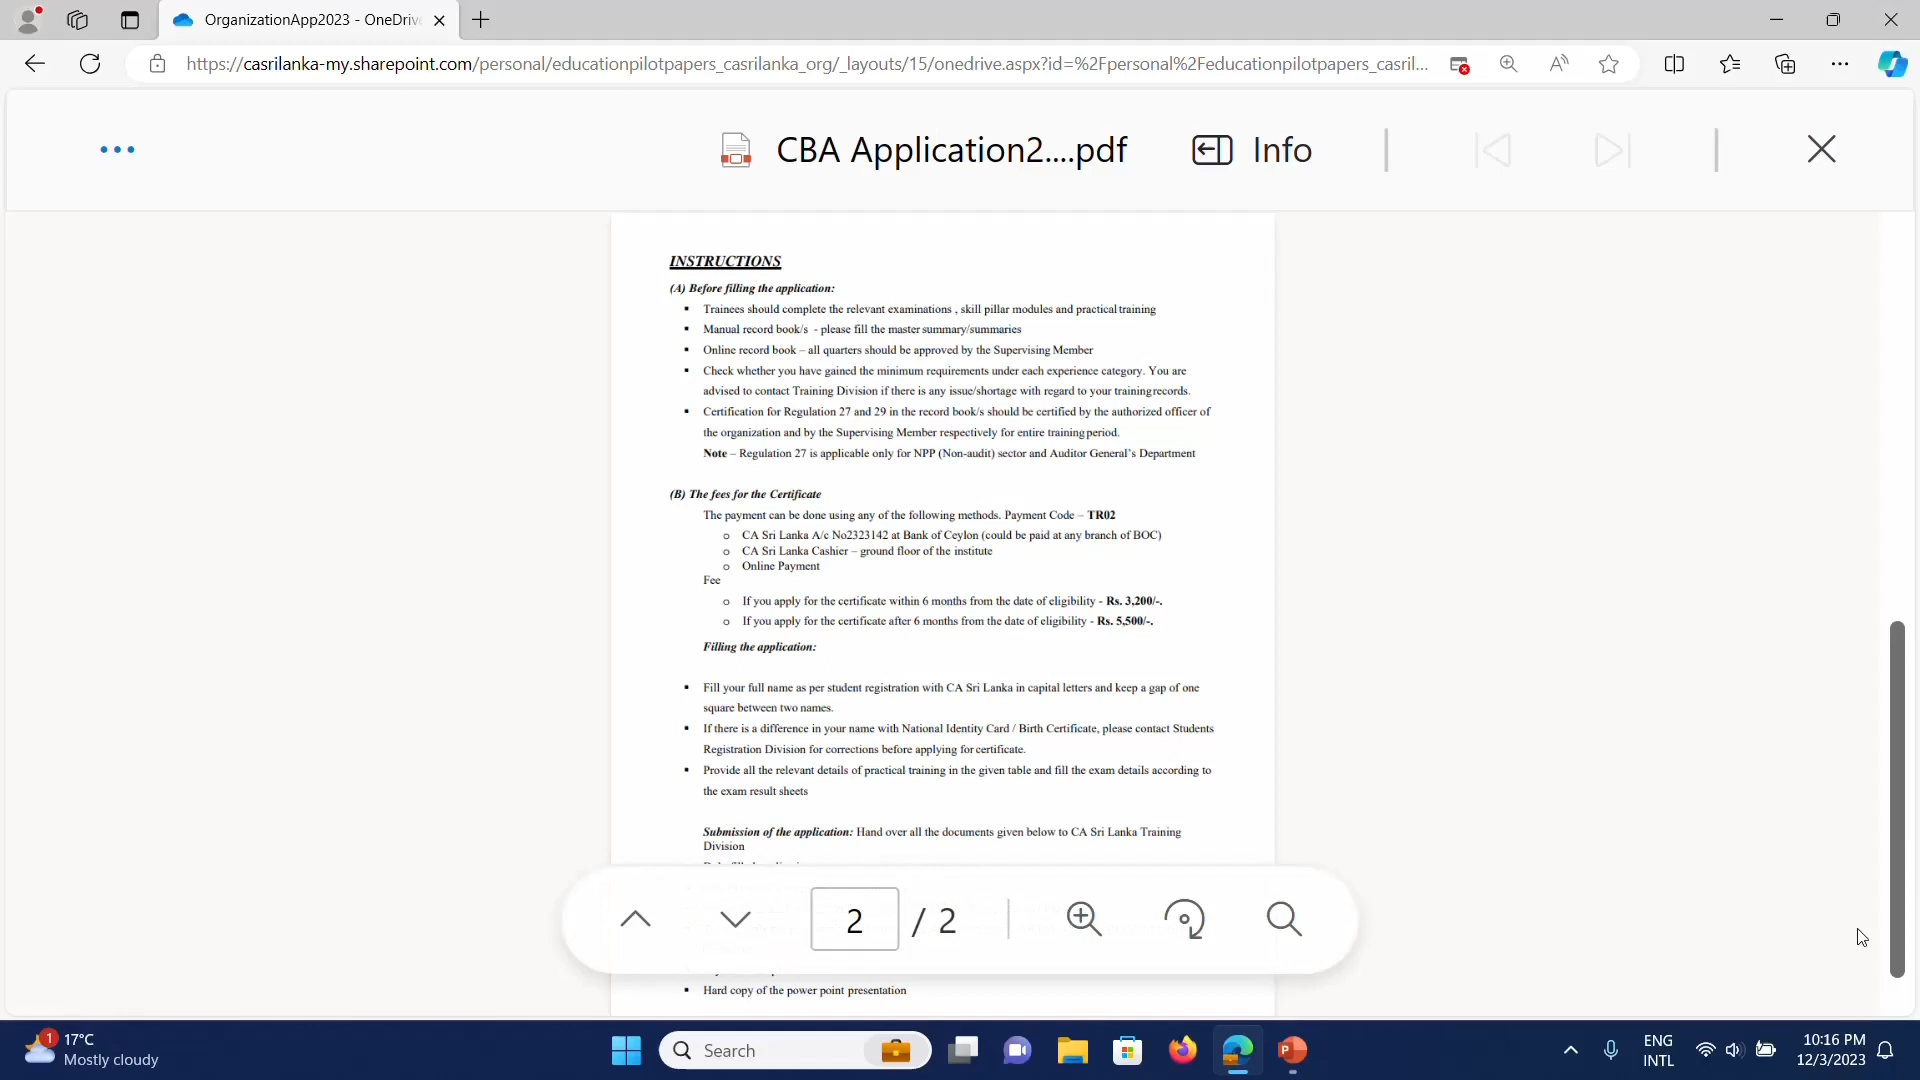 OrganizationApp2023 - OneDriv
https://casrilanka-my.sharepoint.com/personal/educationpilotpapers_casrilanka_org/_layouts/15/onedrive.aspx?id=%2Fpersonal%2Feducationpilotpapers_casril...
CBA Application2....pdf
Info
INSTRUCTIONS
(A) Before filling the application:
▪ Trainees should complete the relevant examinations , skill pillar modules and practical training
▪ Manual record book/s - please fill the master summary/summaries
▪ Online record book – all quarters should be approved by the Supervising Member
▪ Check whether you have gained the minimum requirements under each experience category. You are
advised to contact Training Division if there is any issue/shortage with regard to your trainingrecords.
▪ Certification for Regulation 27 and 29 in the record book/s should be certified by the authorized officer of
the organization and by the Supervising Member respectively for entire trainingperiod.
Note – Regulation 27 is applicable only for NPP (Non-audit) sector and Auditor General's Department
(B) The fees for the Certificate
The payment can be done using any of the following methods. Payment Code – TR02
o CA Sri Lanka A/c No2323142 at Bank of Ceylon (could be paid at any branch of BOC)
o CA Sri Lanka Cashier – ground floor of the institute
o Online Payment
Fee
o If you apply for the certificate within 6 months from the date of eligibility - Rs. 3,200/-.
o If you apply for the certificate after 6 months from the date of eligibility - Rs. 5,500/-.
Filling the application:
▪ Fill your full name as per student registration with CA Sri Lanka in capital letters and keep a gap of one
square between two names.
▪ If there is a difference in your name with National Identity Card / Birth Certificate, please contact Students
Registration Division for corrections before applying for certificate.
▪ Provide all the relevant details of practical training in the given table and fill the exam details according to
the exam result sheets
Submission of the application: Hand over all the documents given below to CA Sri Lanka Training
Division
2 / 2
▪ Hard copy of the power point presentation
1
17°C
Mostly cloudy
Search
ENG
INTL
10:16 PM
12/3/2023